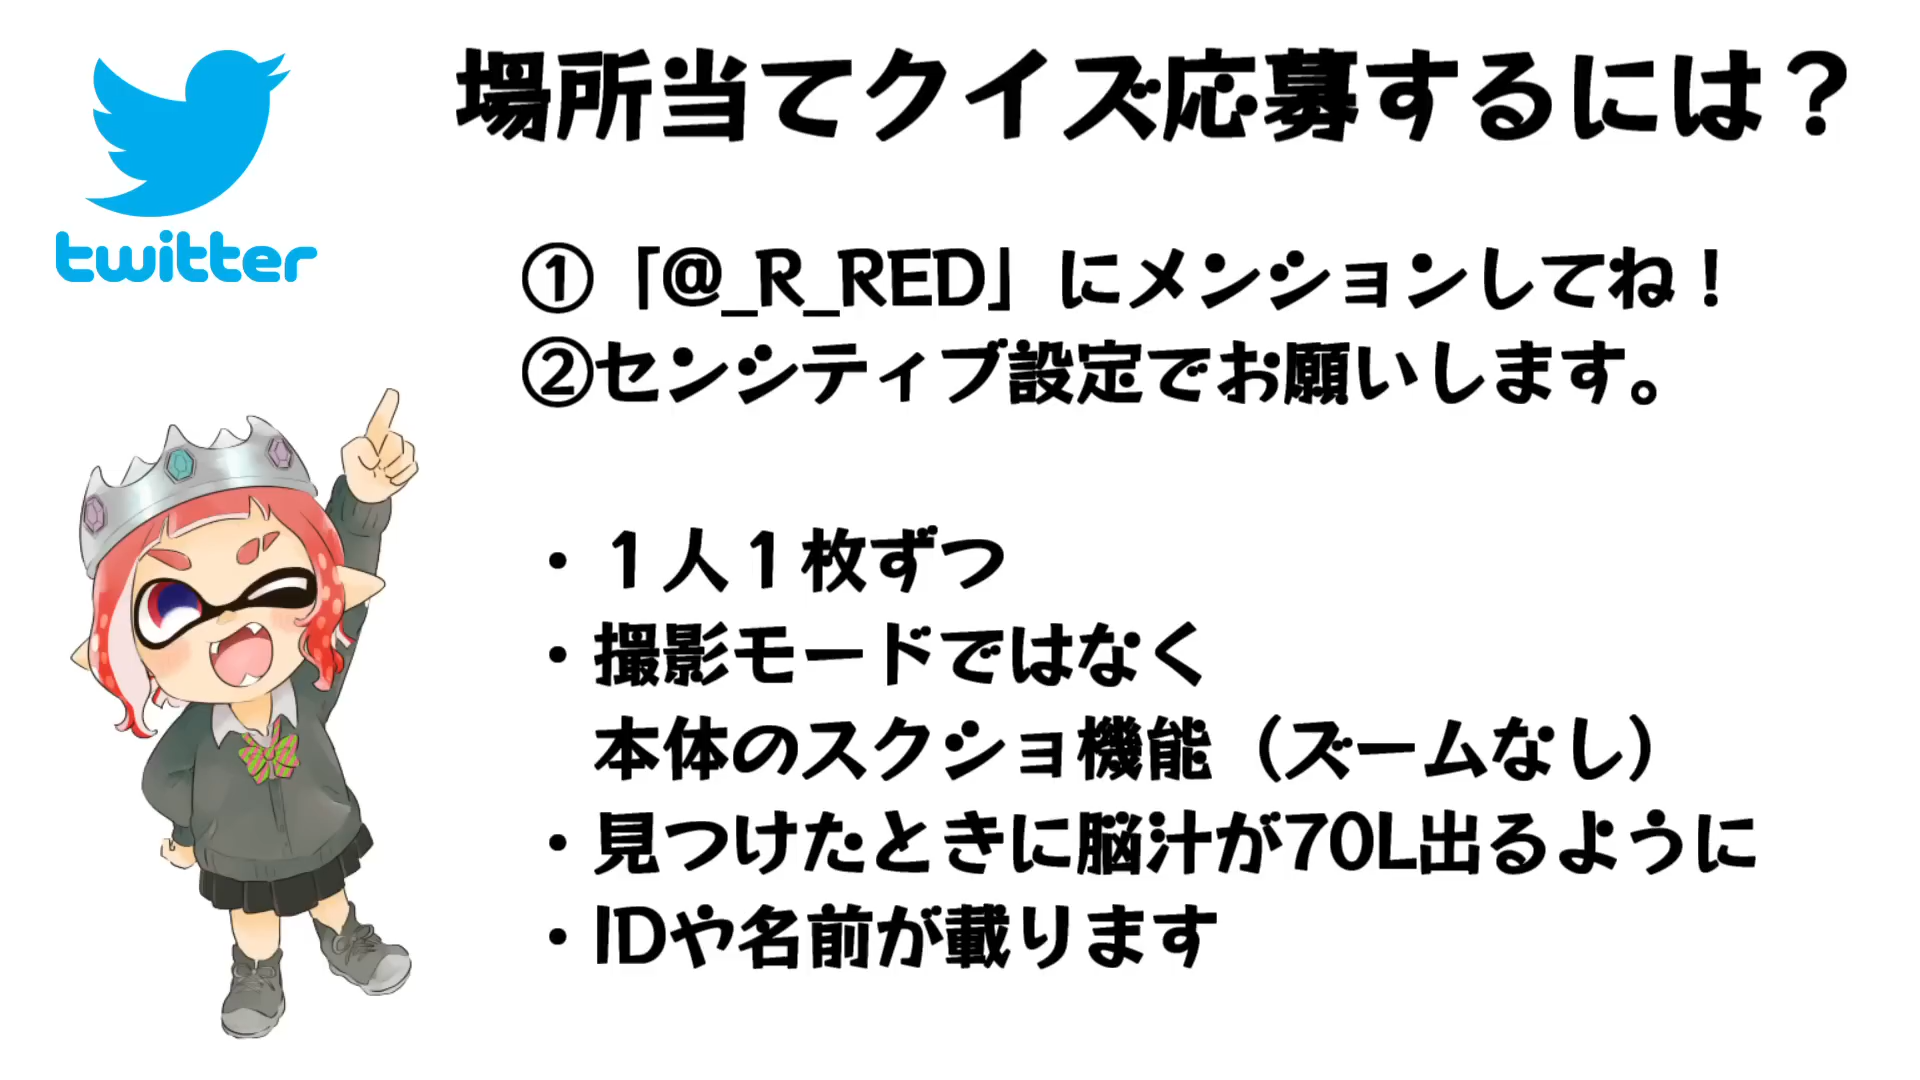 twitter
場所当てクイズ応募するには？
①「@_R_RED」にメンションしてね！
②センシティブ設定でお願いします。
・１人１枚ずつ
・撮影モードではなく
本体のスクショ機能（ズームなし）
・見つけたときに脳汁が70L出るように
・IDや名前が載ります